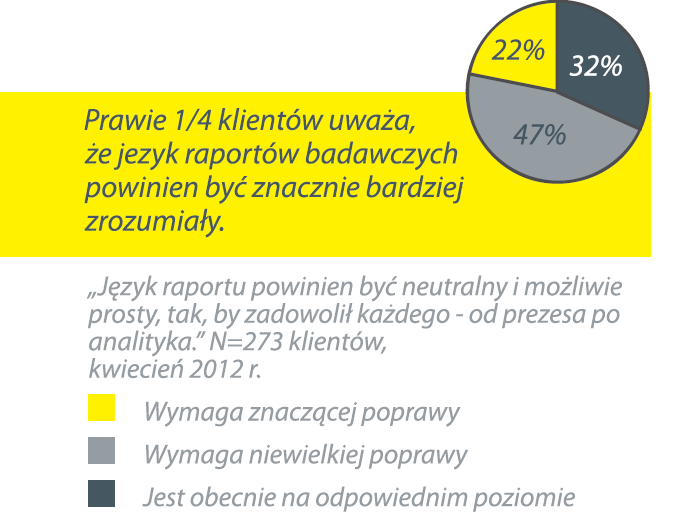 22%
32%
47%
Prawie 1/4 klientów uważa,
że jezyk raportów badawczych
powinien być znacznie bardziej
zrozumiały.
„Język raportu powinien być neutralny i możliwie
prosty, tak, by zadowolił każdego - od prezesa po
analityka.” N=273 klientów,
kwiecień 2012 r.
Wymaga znaczącej poprawy
Wymaga niewielkiej poprawy
Jest obecnie na odpowiednim poziomie